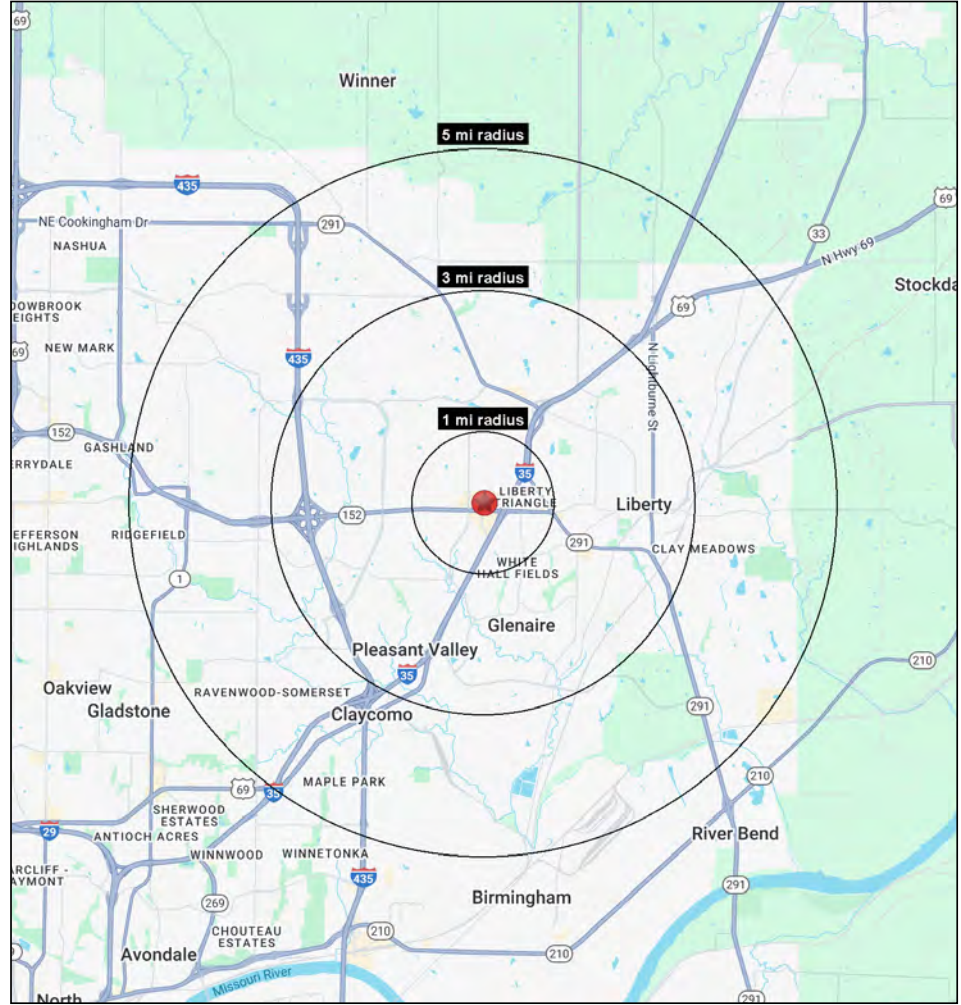 69
Winner
5 mi radius
435
69
NE Cookingham Dr
291
33
NASHUA
N Hwy 69
3 mi radius
Stockda
DOWBROOK
EIGHTS
69
435
NEW MARK
69
N Lightburne St
1 mi radius
152
GASHLAND
ERRYDALE
35
LIBERTY
TRIANGLE
Liberty
152
EFFERSON
IGHLANDS
RIDGEFIELD
291
CLAY MEADOWS
WHITE
HALL FIELDS
1
Glenaire
Pleasant Valley
210
35
Oakview
RAVENWOOD-SOMERSET
Gladstone
291
Claycomo
MAPLE PARK
210
69
35
SHERWOOD
ESTATES
29
ANTIOCH ACRES
River Bend
WINNWOOD
WINNETONKA
ARCLIFF -
AYMONT
435
291
Birmingham
269
CHOUTEAU
ESTATES
210
210
Avondale
Missouri River
North
291